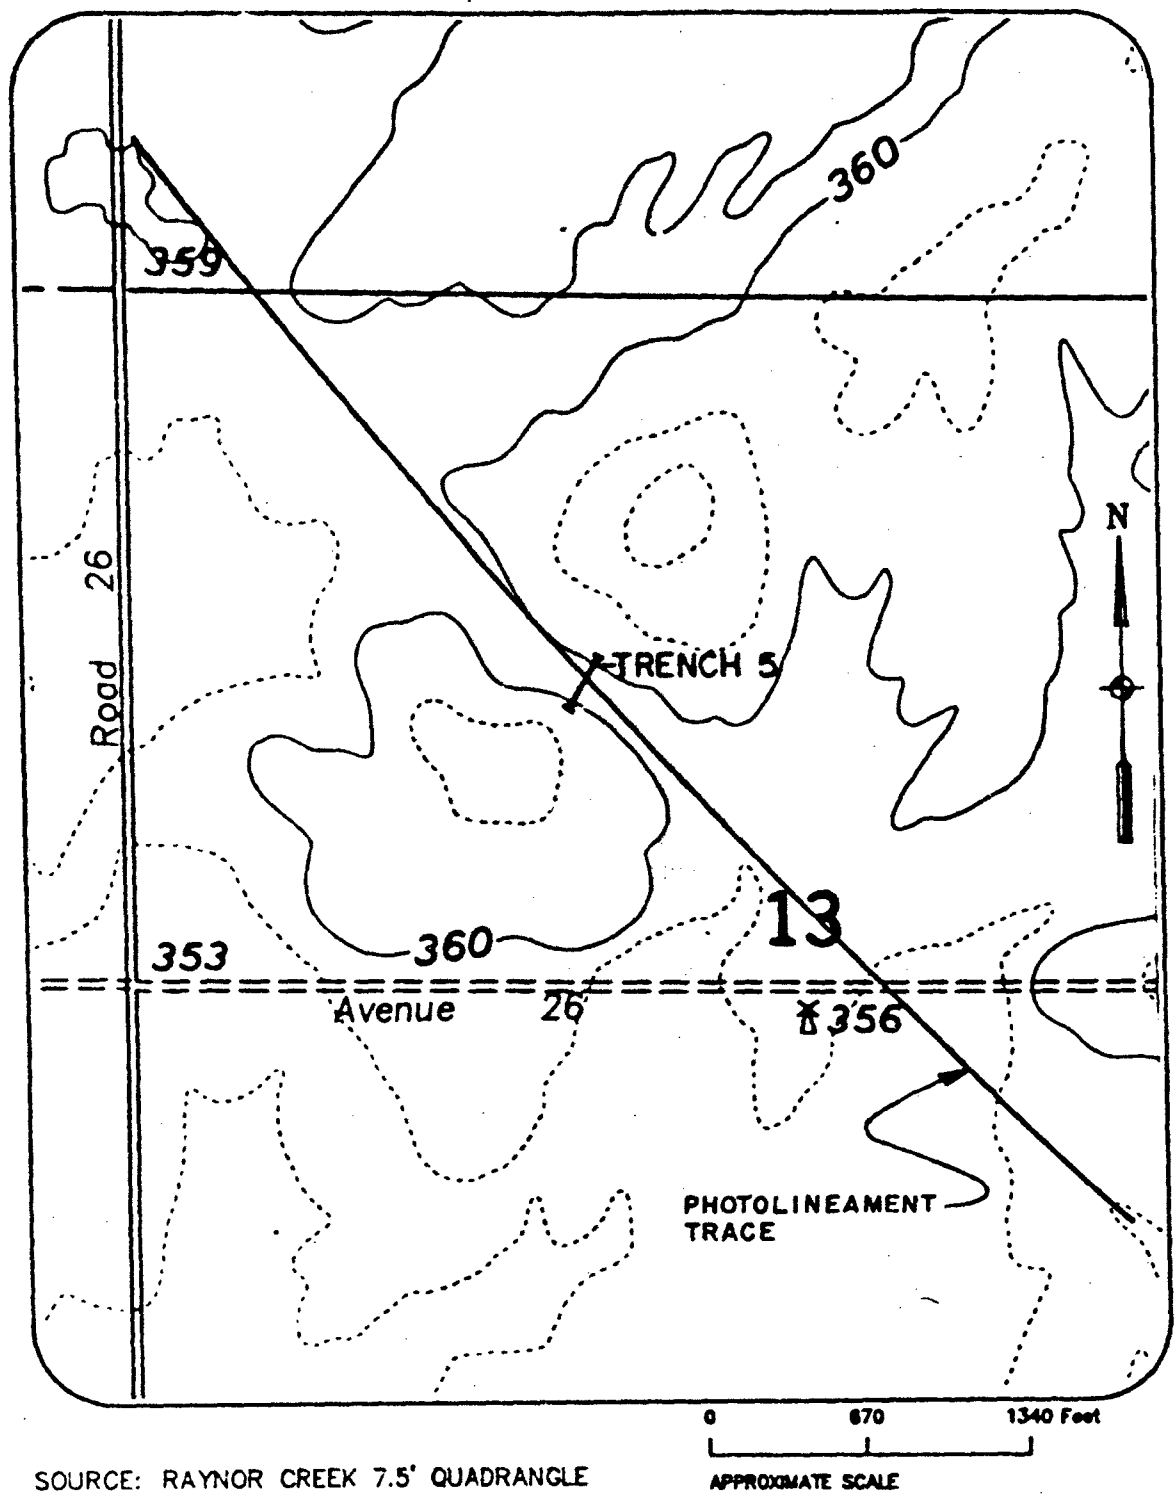 360
359
N
Road 26
TRENCH 5
13
353
360
Avenue 26
356
PHOTOLINEAMENT
TRACE
0 670 1340 Feet
APPROXIMATE SCALE
SOURCE: RAYNOR CREEK 7.5' QUADRANGLE